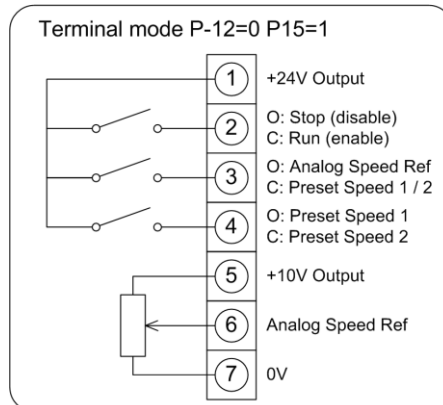 Terminal mode P-12=0 P15=1
1 +24V Output
2 O: Stop (disable)
C: Run (enable)
3 O: Analog Speed Ref
C: Preset Speed 1 / 2
4 O: Preset Speed 1
C: Preset Speed 2
5 +10V Output
6 Analog Speed Ref
7 0V